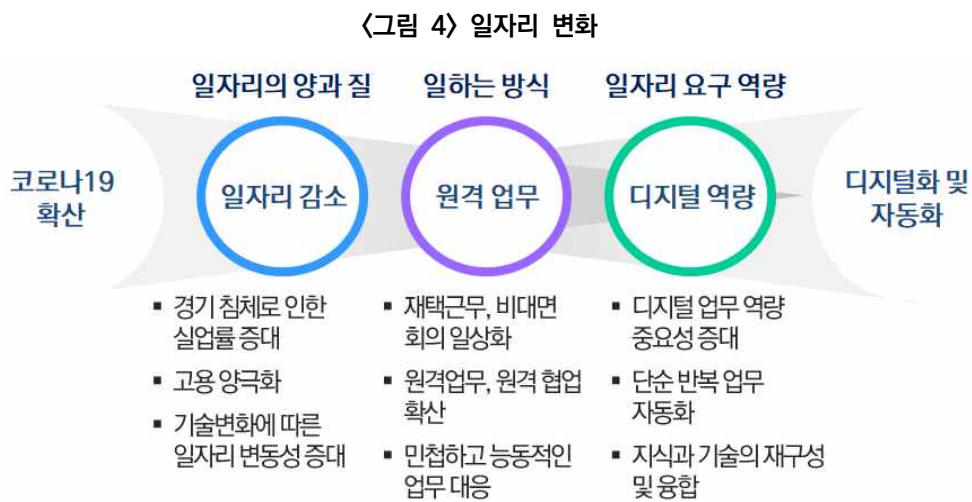 〈그림 4〉 일자리 변화
일자리의 양과 질
일하는 방식
일자리 요구 역량
코로나19
확산
일자리 감소
원격 업무
디지털 역량
디지털화 및
자동화
▪ 경기 침체로 인한
실업률 증대
▪ 고용 양극화
▪ 기술변화에 따른
일자리 변동성 증대
▪ 재택근무, 비대면
회의 일상화
▪ 원격업무, 원격 협업
확산
▪ 민첩하고 능동적인
업무 대응
▪ 디지털 업무 역량
중요성 증대
▪ 단순 반복 업무
자동화
▪ 지식과 기술의 재구성
및 융합